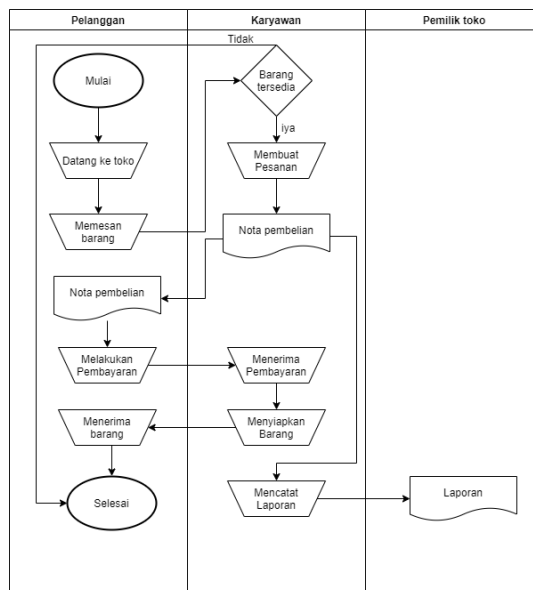 Pelanggan
Karyawan
Pemilik toko
Tidak
Mulai
Barang
tersedia
iya
Datang ke toko
Membuat
Pesanan
Memesan
barang
Nota pembelian
Nota pembelian
Melakukan
Pembayaran
Menerima
Pembayaran
Menerima
barang
Menyiapkan
Barang
Selesai
Mencatat
Laporan
Laporan